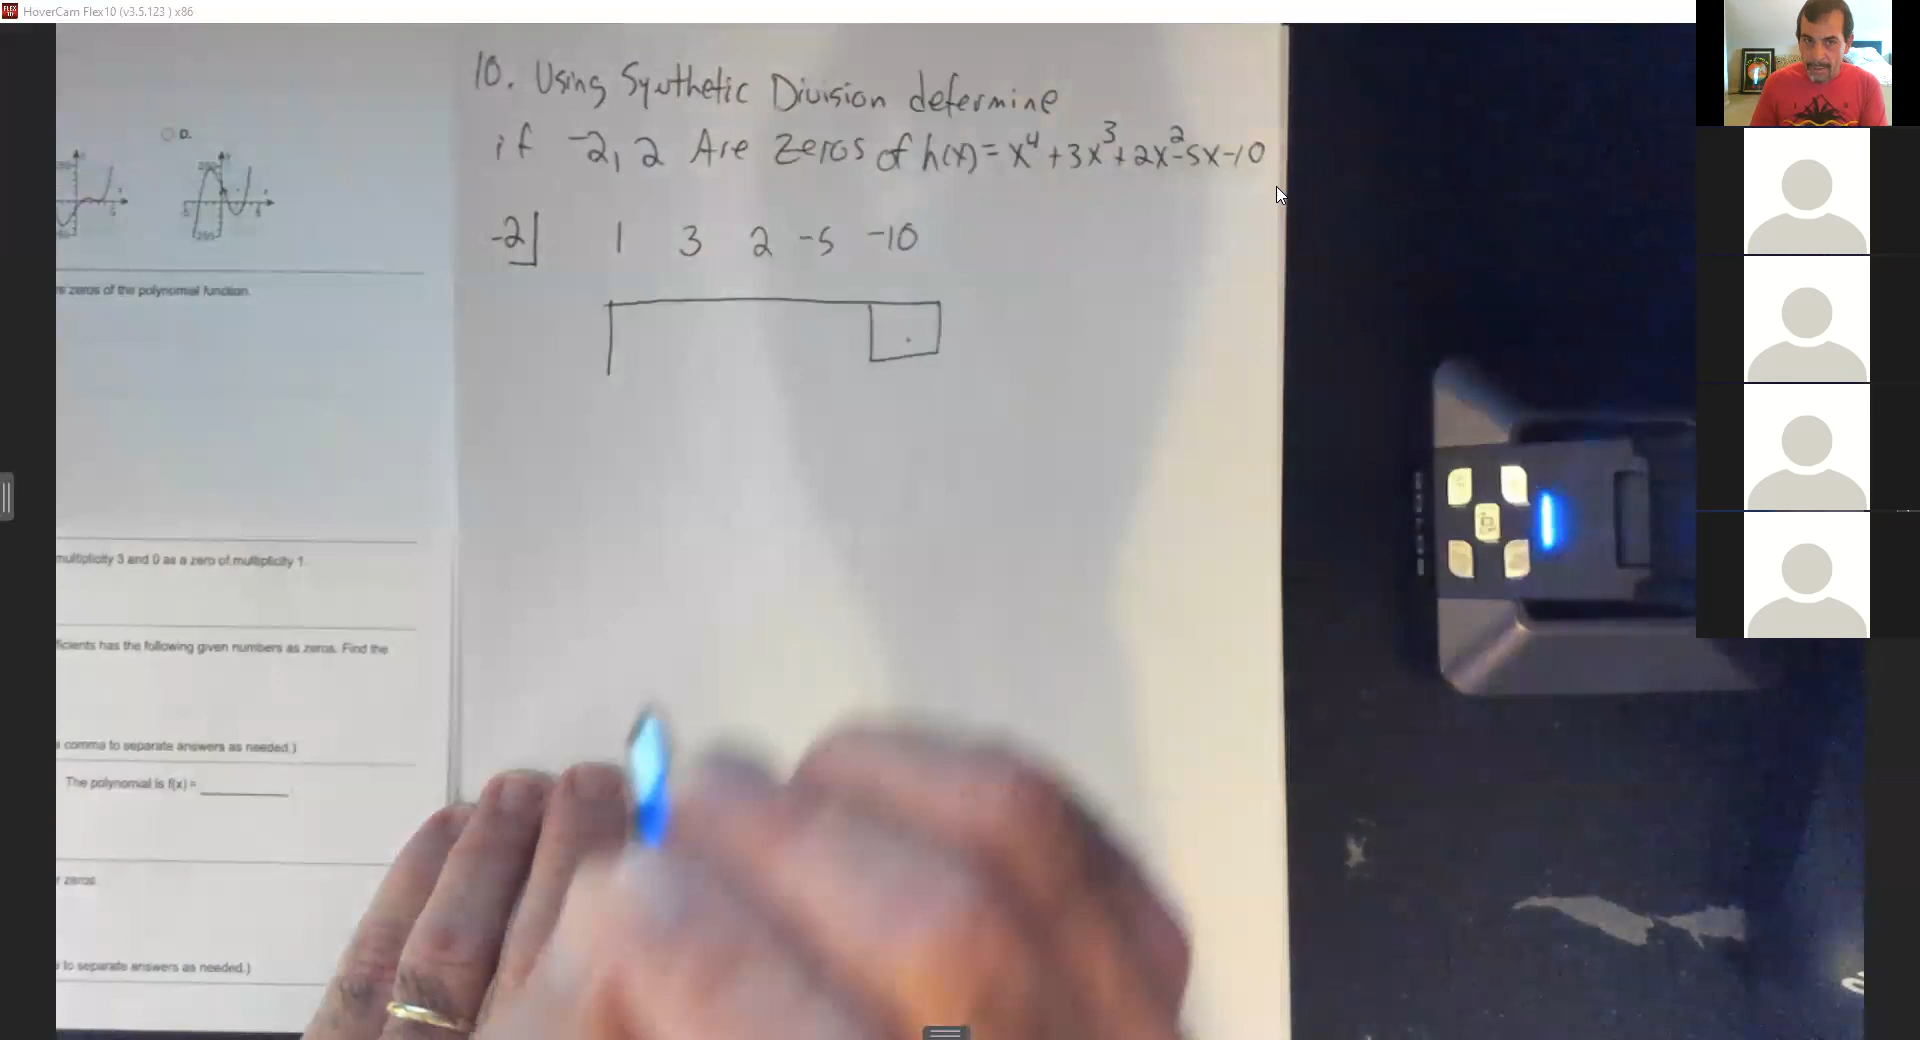 HoverCam Flex10 (v3.5.123 ) x86
10. Using Synthetic Division determine
if -2, 2 Are Zeros of h(x) = x⁴ + 3x³ + 2x² - 5x - 10
-2 1 3 2 -5 -10
D.
zeros of the polynomial function.
multiplicity 3 and 0 as a zero of multiplicity 1
has the following given numbers as zeros. Find the
comma to separate answers as needed.)
The polynomial is f(x) =
zeros
to separate answers as needed.)